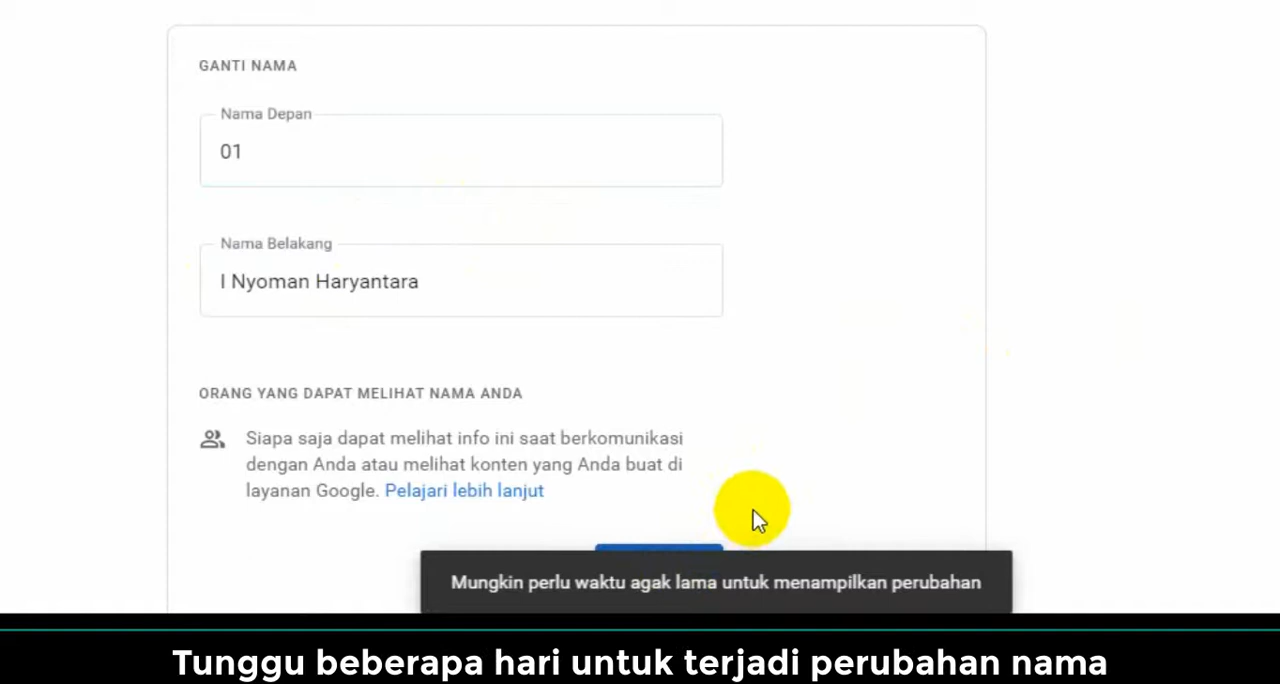 GANTI NAMA
Nama Depan
01
Nama Belakang
I Nyoman Haryantara
ORANG YANG DAPAT MELIHAT NAMA ANDA
Siapa saja dapat melihat info ini saat berkomunikasi
dengan Anda atau melihat konten yang Anda buat di
layanan Google. Pelajari lebih lanjut
Mungkin perlu waktu agak lama untuk menampilkan perubahan
Tunggu beberapa hari untuk terjadi perubahan nama